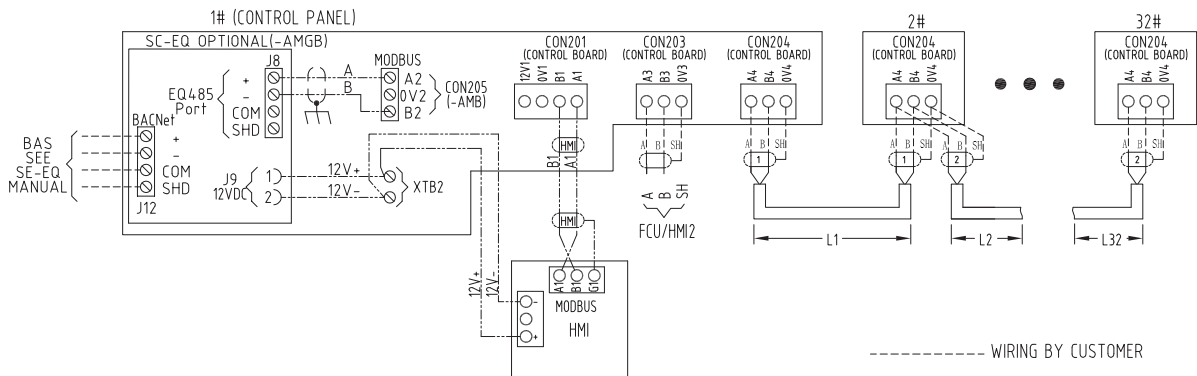 1# (CONTROL PANEL)
2#
32#
SC-EQ OPTIONAL(-AMGB)
J8
+
-
COM
SHD
EQ485
Port
A
B
MODBUS
A2
0V2
B2
CON205
(-AMB)
BACNet
+
-
COM
SHD
J12
BAS
SEE
SE-EQ
MANUAL
J9
12VDC
1
2
12V+
12V-
XTB2
CON201
(CONTROL BOARD)
12V1
0V1
B1
A1
HMI
B1
A1
HMI
CON203
(CONTROL BOARD)
A3
B3
0V3
A
B
SH
A
B
SH
FCU/HMI2
CON204
(CONTROL BOARD)
A4
B4
0V4
A
B
SH
1
CON204
(CONTROL BOARD)
A4
B4
0V4
A
B
SH
A
B
SH
1
2
CON204
(CONTROL BOARD)
A4
B4
0V4
A
B
SH
2
L1
L2
L32
12V+
12V-
A1
B1
G1
MODBUS
HMI
-
+
WIRING BY CUSTOMER